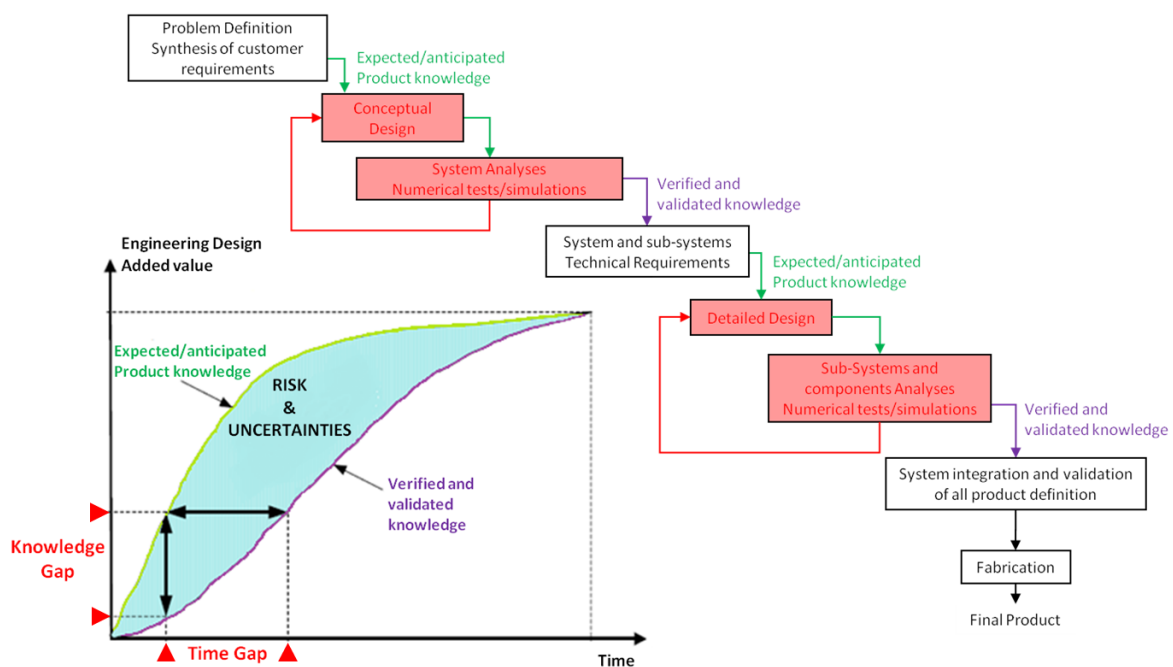 Problem Definition
Synthesis of customer
requirements
Expected/anticipated
Product knowledge
Conceptual
Design
System Analyses
Numerical tests/simulations
Verified and
validated knowledge
System and sub-systems
Technical Requirements
Expected/anticipated
Product knowledge
Detailed Design
Sub-Systems and
components Analyses
Numerical tests/simulations
Verified and
validated knowledge
System integration and validation
of all product definition
Fabrication
Final Product
Engineering Design
Added value
Expected/anticipated
Product knowledge
RISK
&
UNCERTAINTIES
Verified and
validated
knowledge
Knowledge
Gap
Time Gap
Time